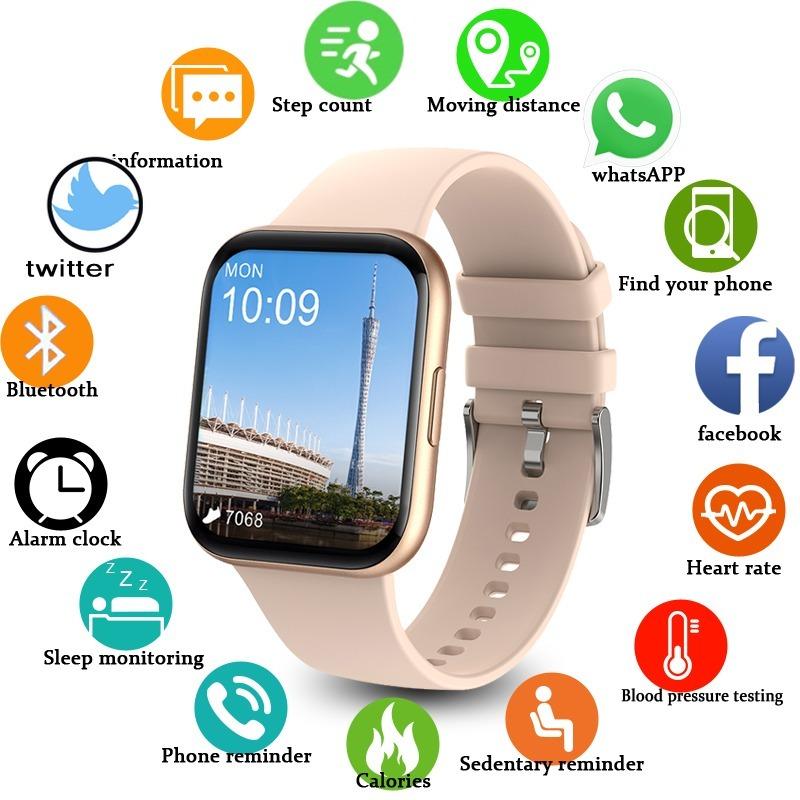 Step count
Moving distance
information
whatsAPP
twitter
Find your phone
MON
10:09
Bluetooth
facebook
7068
Alarm clock
Heart rate
Z Z Z
Sleep monitoring
Blood pressure testing
Phone reminder
Sedentary reminder
Calories